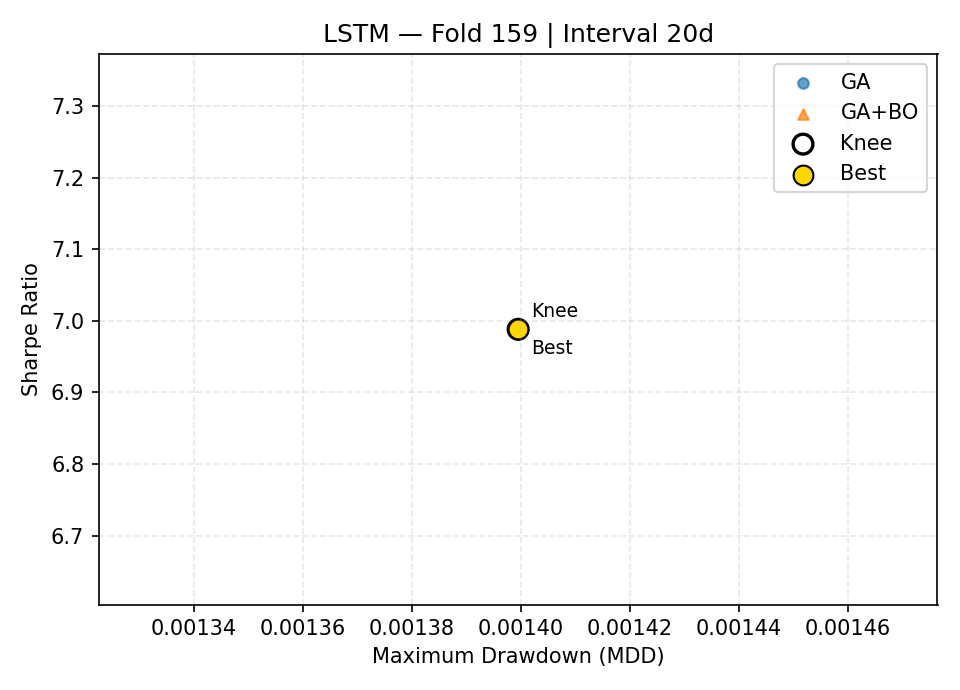 LSTM — Fold 159 | Interval 20d
GA
GA+BO
Knee
Best
7.3
7.2
7.1
7.0
6.9
6.8
6.7
Sharpe Ratio
Knee
Best
0.00134 0.00136 0.00138 0.00140 0.00142 0.00144 0.00146
Maximum Drawdown (MDD)